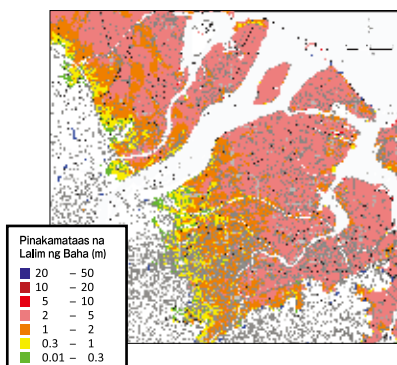 Pinakamataas na
Lalim ng Baha (m)
20 – 50
10 – 20
5 – 10
2 – 5
1 – 2
0.3 – 1
0.01 – 0.3